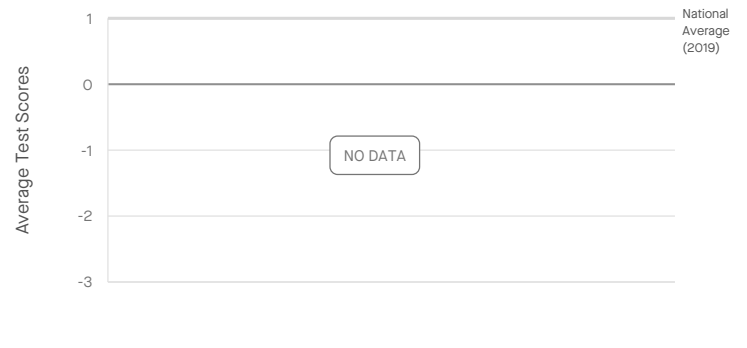 1
National
Average
(2019)
0
Average Test Scores
-1
NO DATA
-2
-3